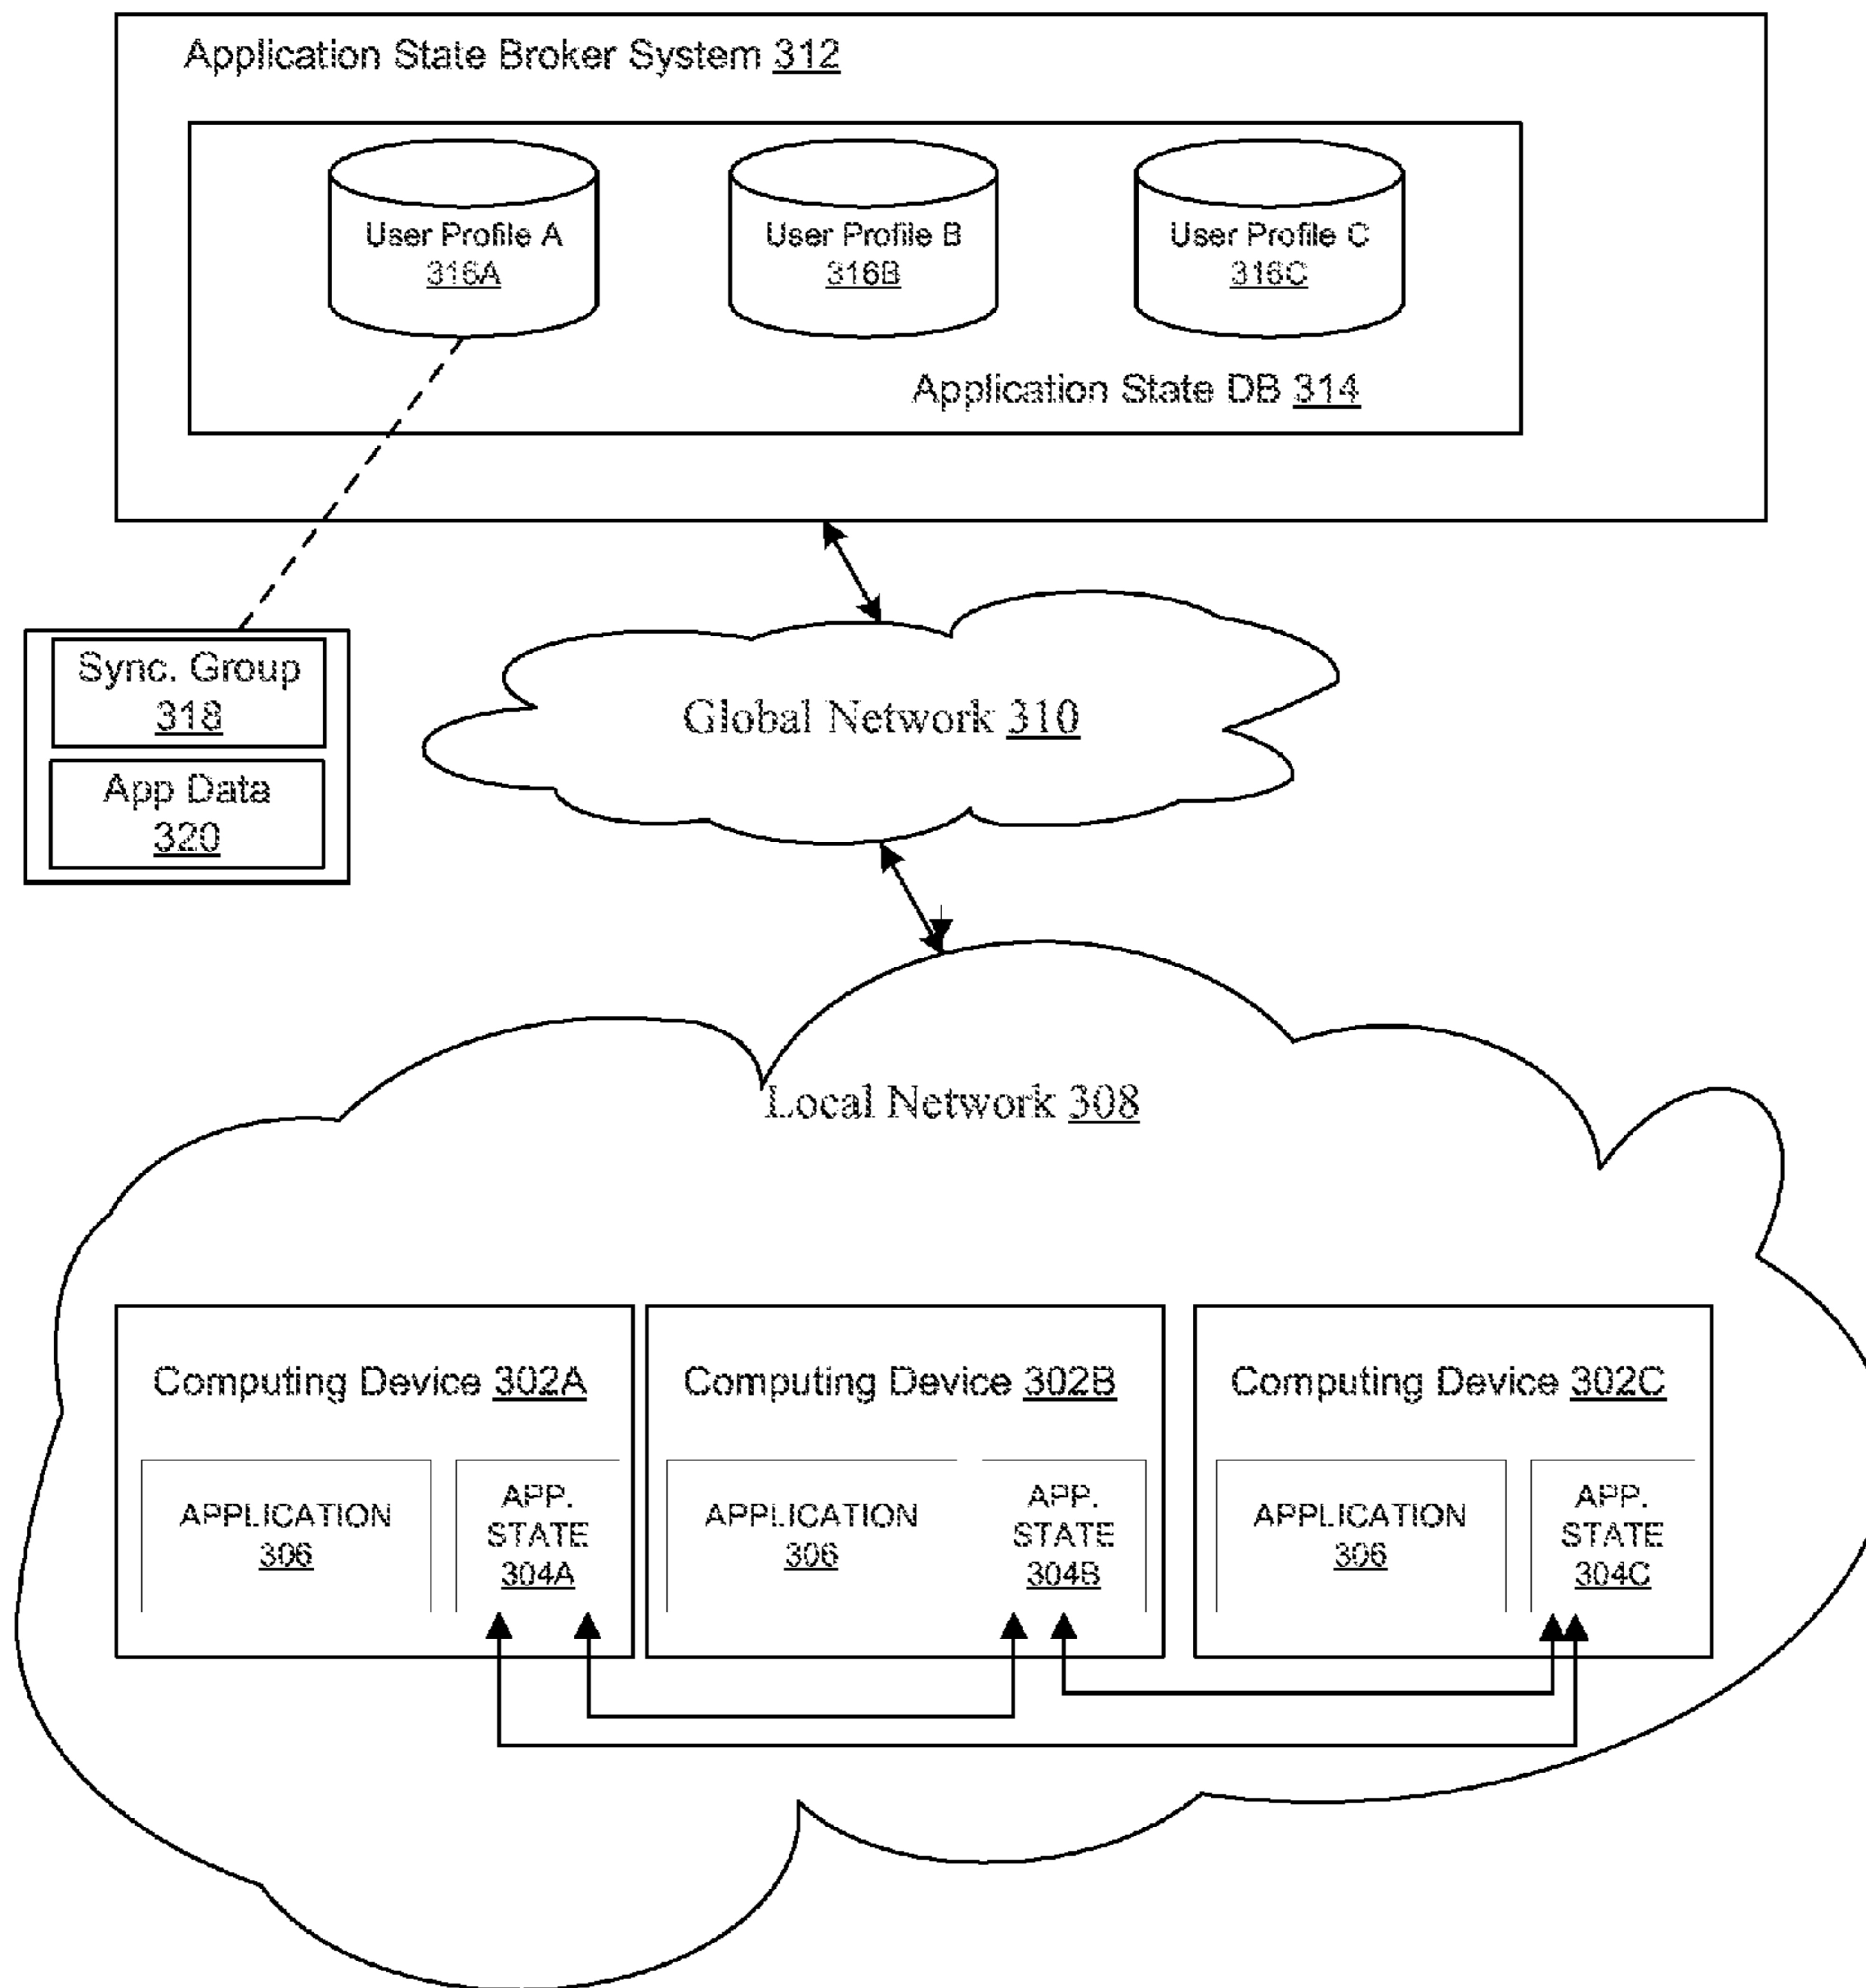 Application State Broker System 312
User Profile A
316A
User Profile B
316B
User Profile C
316C
Application State DB 314
Sync. Group
318
App Data
320
Global Network 310
Local Network 308
Computing Device 302A
APPLICATION
306
APP.
STATE
304A
Computing Device 302B
APPLICATION
306
APP.
STATE
304B
Computing Device 302C
APPLICATION
306
APP.
STATE
304C